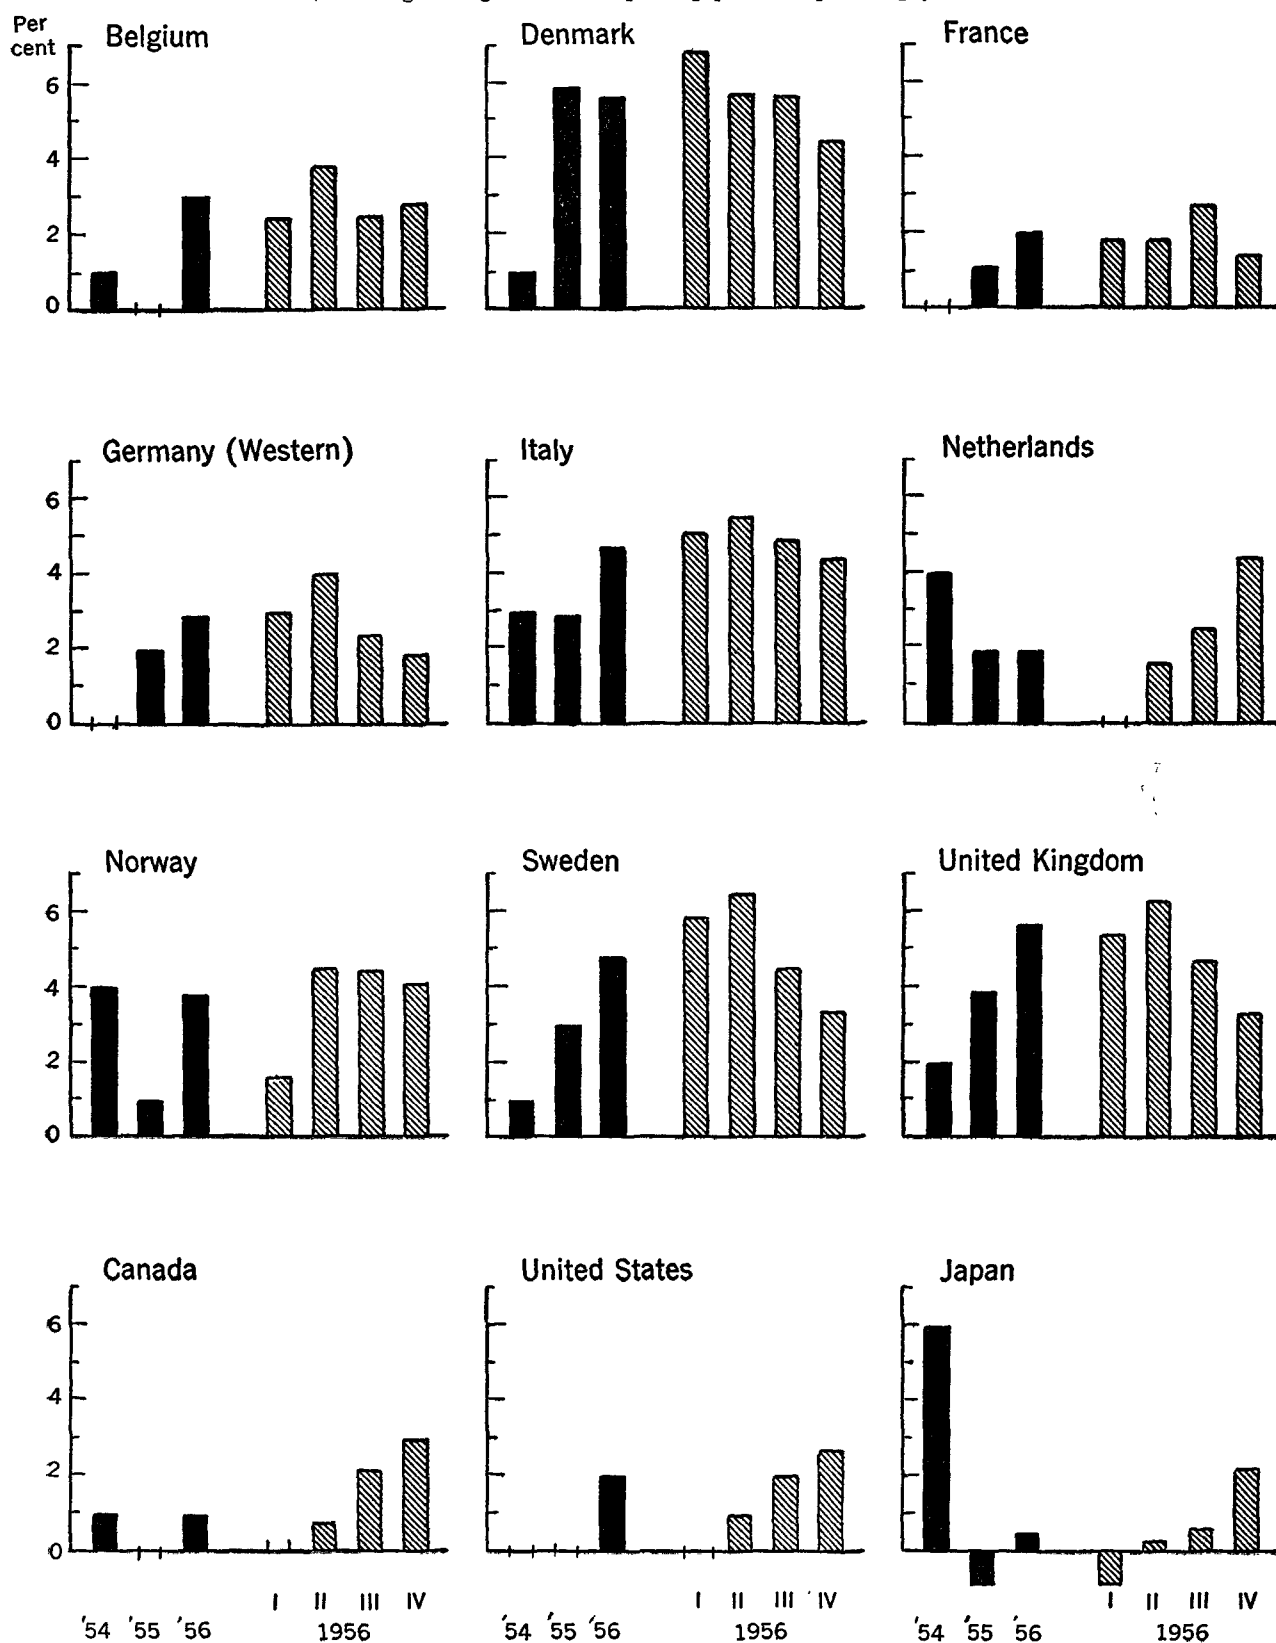 Per
cent
Belgium
Denmark
France
6
4
2
0
Germany (Western)
Italy
Netherlands
6
4
2
0
Norway
Sweden
United Kingdom
6
4
2
0
Canada
United States
Japan
6
4
2
0
I II III IV
I II III IV
I II III IV
'54 '55 '56 1956
'54 '55 '56 1956
'54 '55 '56 1956